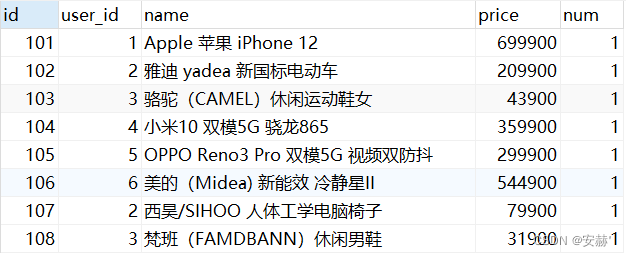 id user_id name price num
101 1 Apple 苹果 iPhone 12 699900 1
102 2 雅迪 yadea 新国标电动车 209900 1
103 3 骆驼（CAMEL）休闲运动鞋女 43900 1
104 4 小米10 双模5G 骁龙865 359900 1
105 5 OPPO Reno3 Pro 双模5G 视频双防抖 299900 1
106 6 美的（Midea) 新能效 冷静星II 544900 1
107 2 西昊/SIHOO 人体工学电脑椅子 79900 1
108 3 梵班（FAMDBANN）休闲男鞋 31900 1
CSDN @安赫'